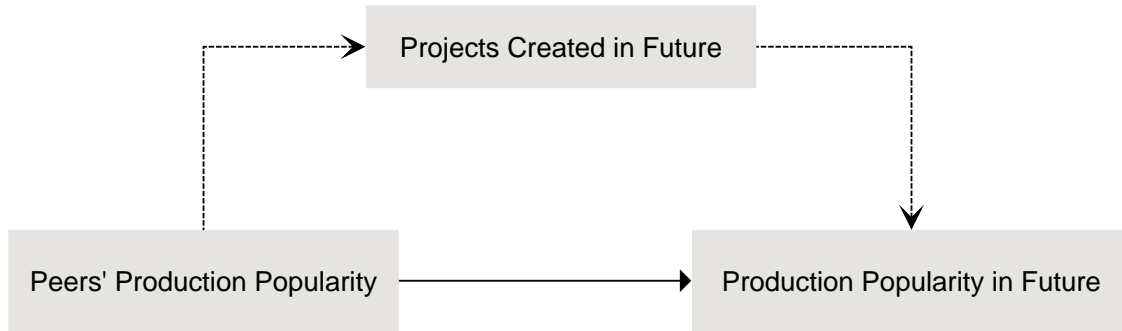 Projects Created in Future
Peers' Production Popularity
Production Popularity in Future